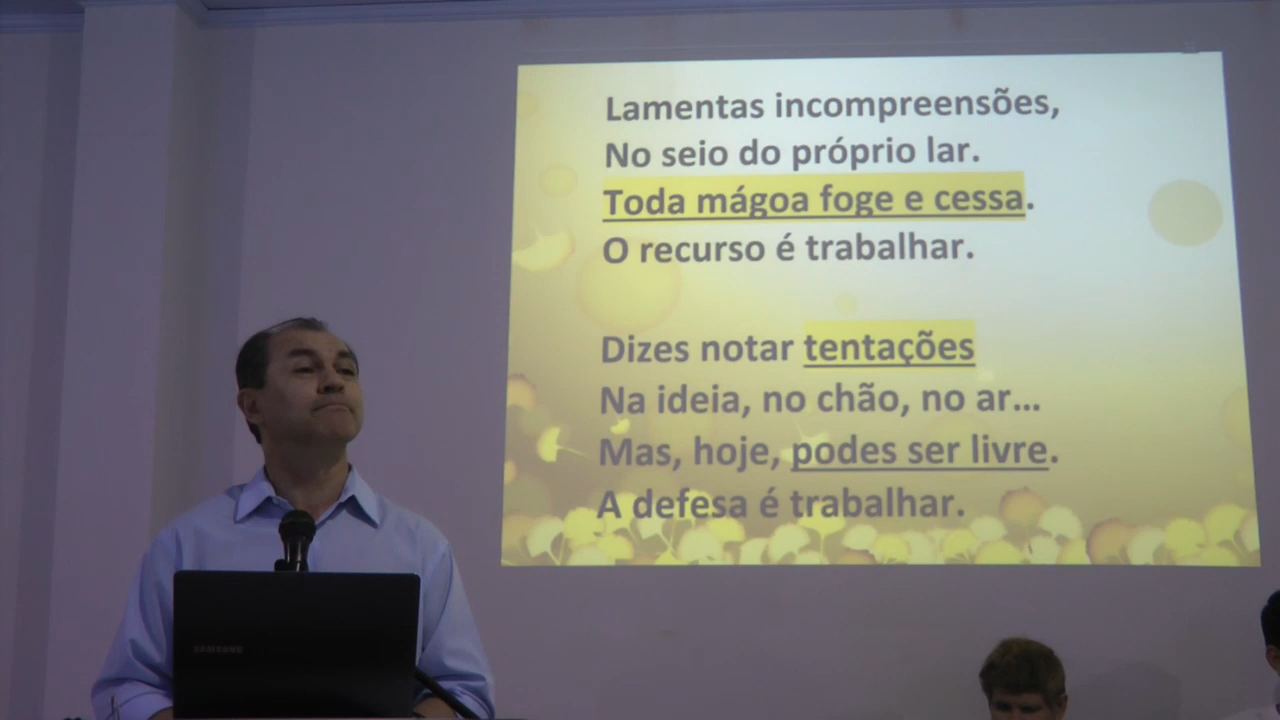 Lamentas incompreensões,
No seio do próprio lar.
Toda mágoa foge e cessa.
O recurso é trabalhar.
Dizes notar tentações
Na ideia, no chão, no ar...
Mas, hoje, podes ser livre.
A defesa é trabalhar.
SAMSUNG